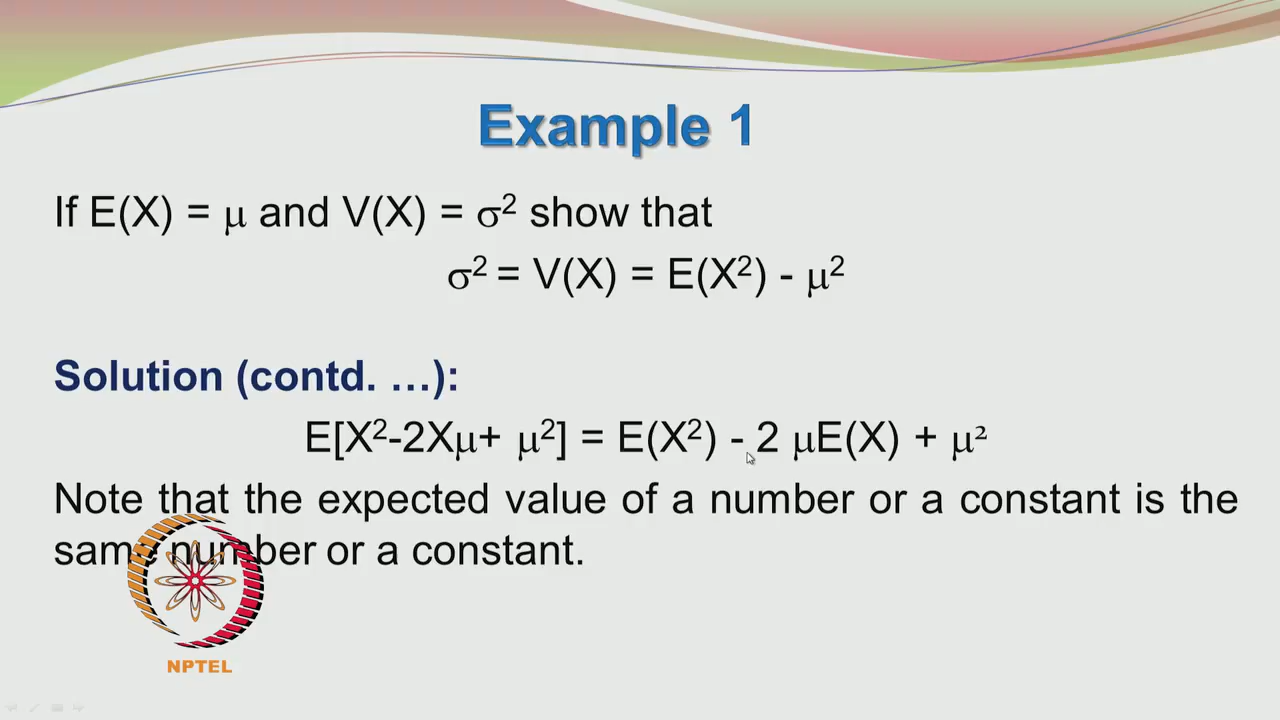 Example 1
If E(X) = μ and V(X) = σ² show that
σ² = V(X) = E(X²) - μ²
Solution (contd. …):
E[X²-2Xμ+ μ²] = E(X²) - 2 μE(X) + μ²
Note that the expected value of a number or a constant is the
same number or a constant.
NPTEL